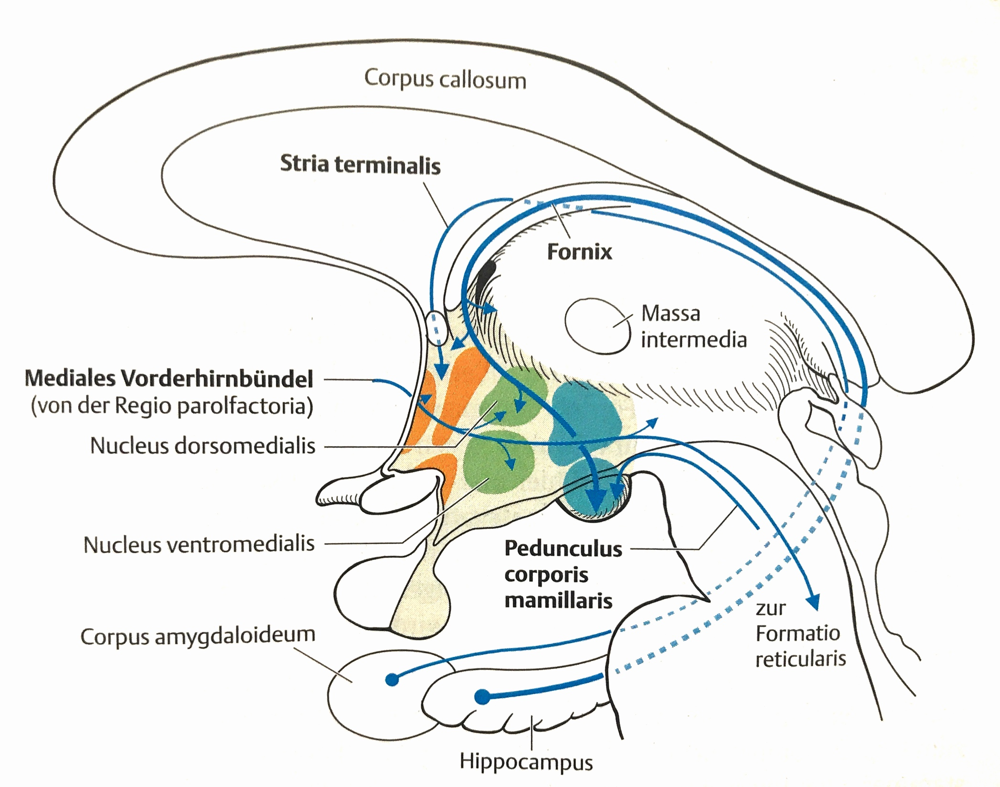 Corpus callosum
Stria terminalis
Fornix
Massa
intermedia
Mediales Vorderhirnbündel
(von der Regio parolfactoria)
Nucleus dorsomedialis
Nucleus ventromedialis
Pedunculus
corporis
mamillaris
zur
Formatio
reticularis
Corpus amygdaloideum
Hippocampus